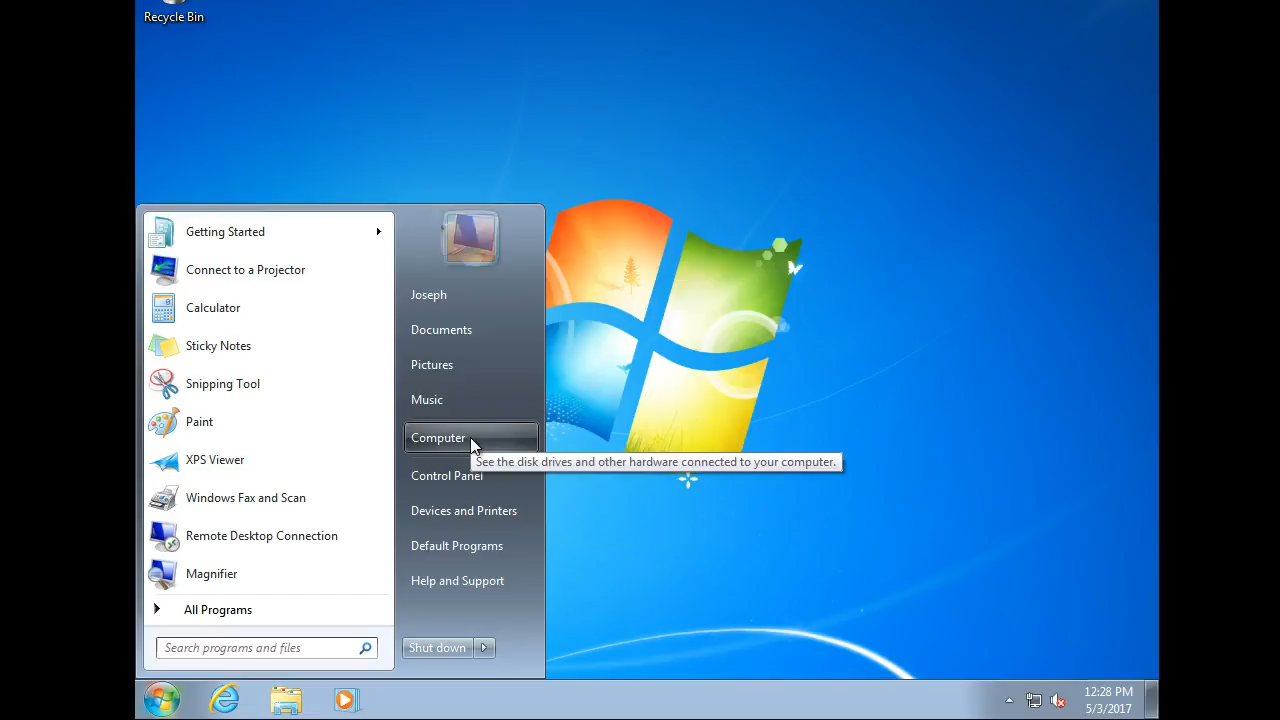 Recycle Bin
Getting Started
Connect to a Projector
Calculator
Sticky Notes
Snipping Tool
Paint
XPS Viewer
Windows Fax and Scan
Remote Desktop Connection
Magnifier
All Programs
Search programs and files
Joseph
Documents
Pictures
Music
Computer
See the disk drives and other hardware connected to your computer.
Control Panel
Devices and Printers
Default Programs
Help and Support
Shut down
12:28 PM
5/3/2017